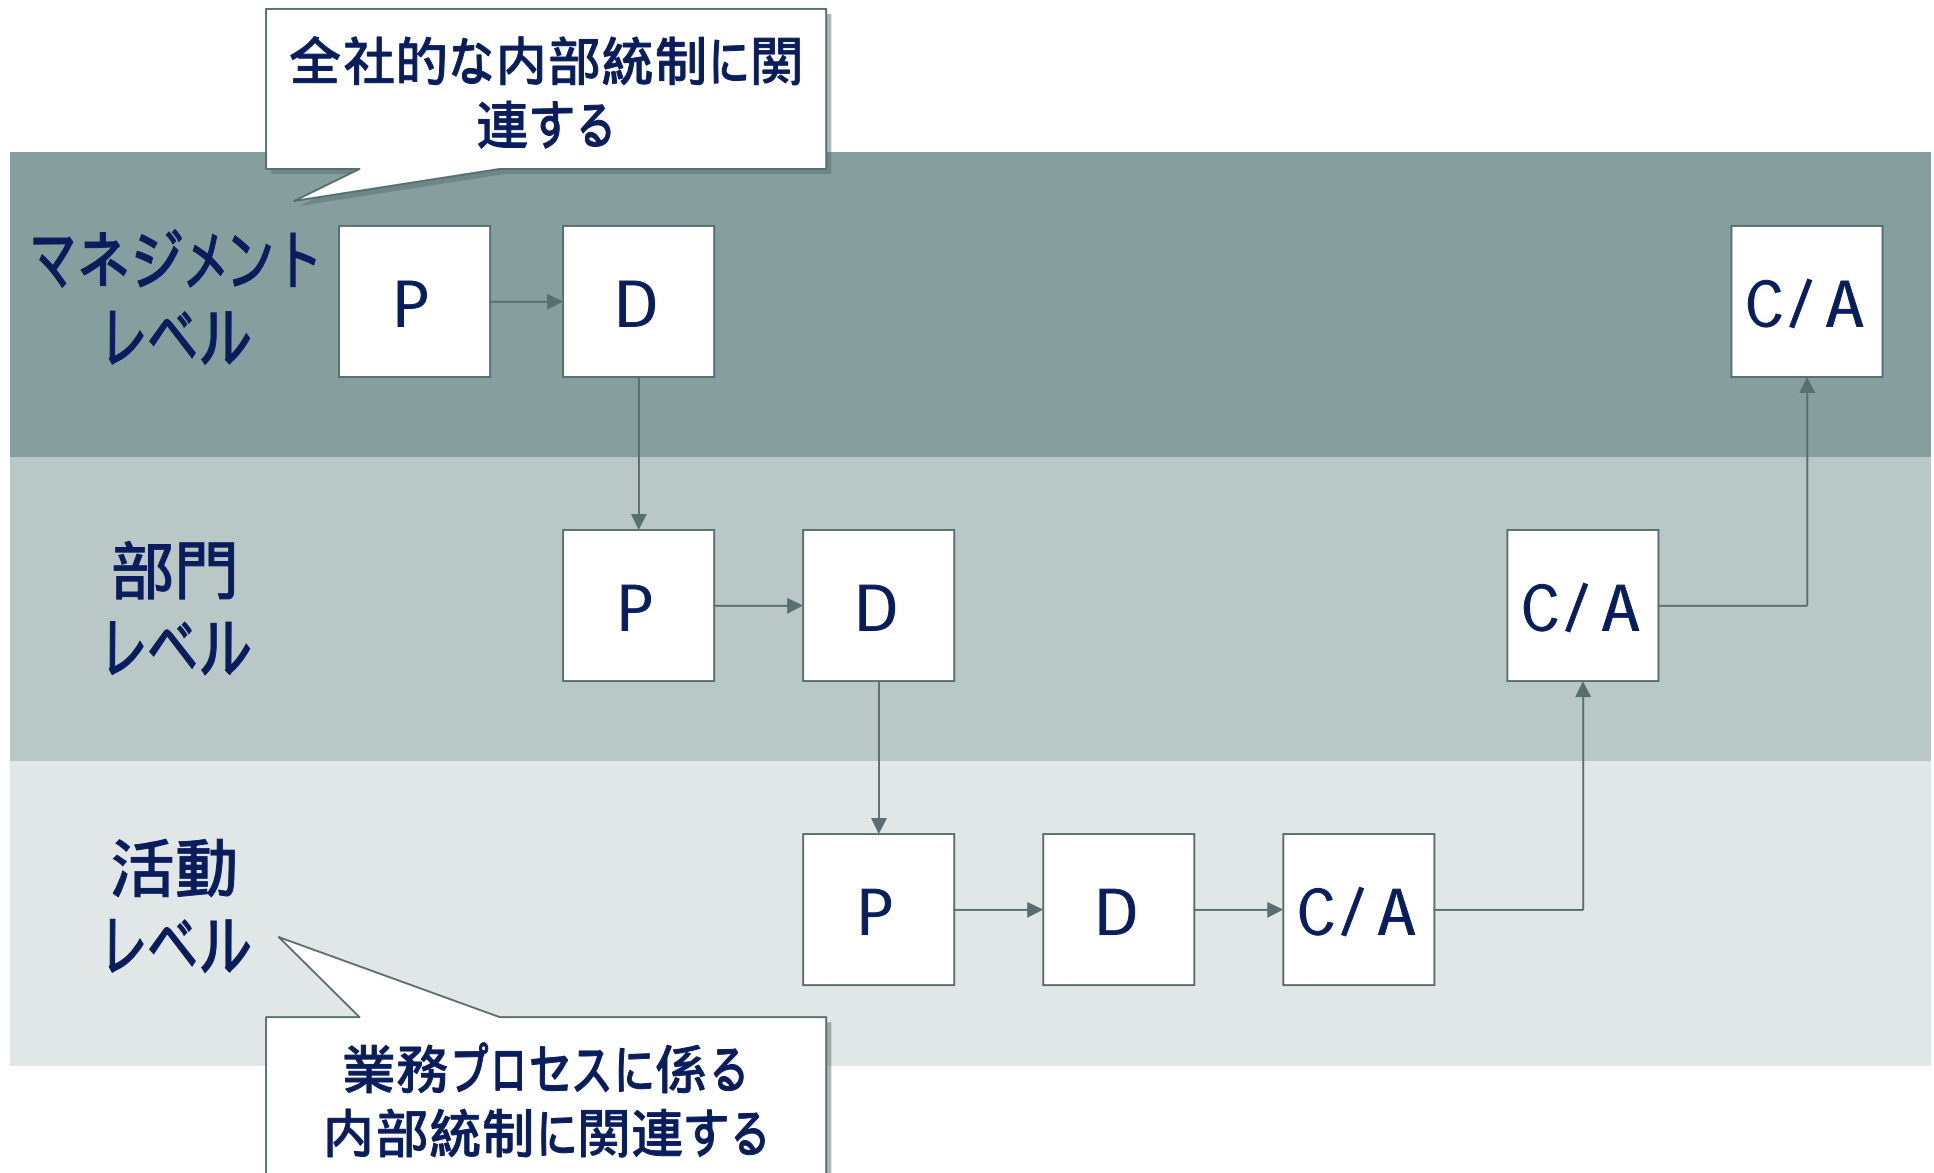 全社的な内部統制に関
連する
マネジメント
レベル
P
D
C/A
部門
レベル
P
D
C/A
活動
レベル
P
D
C/A
業務プロセスに係る
内部統制に関連する